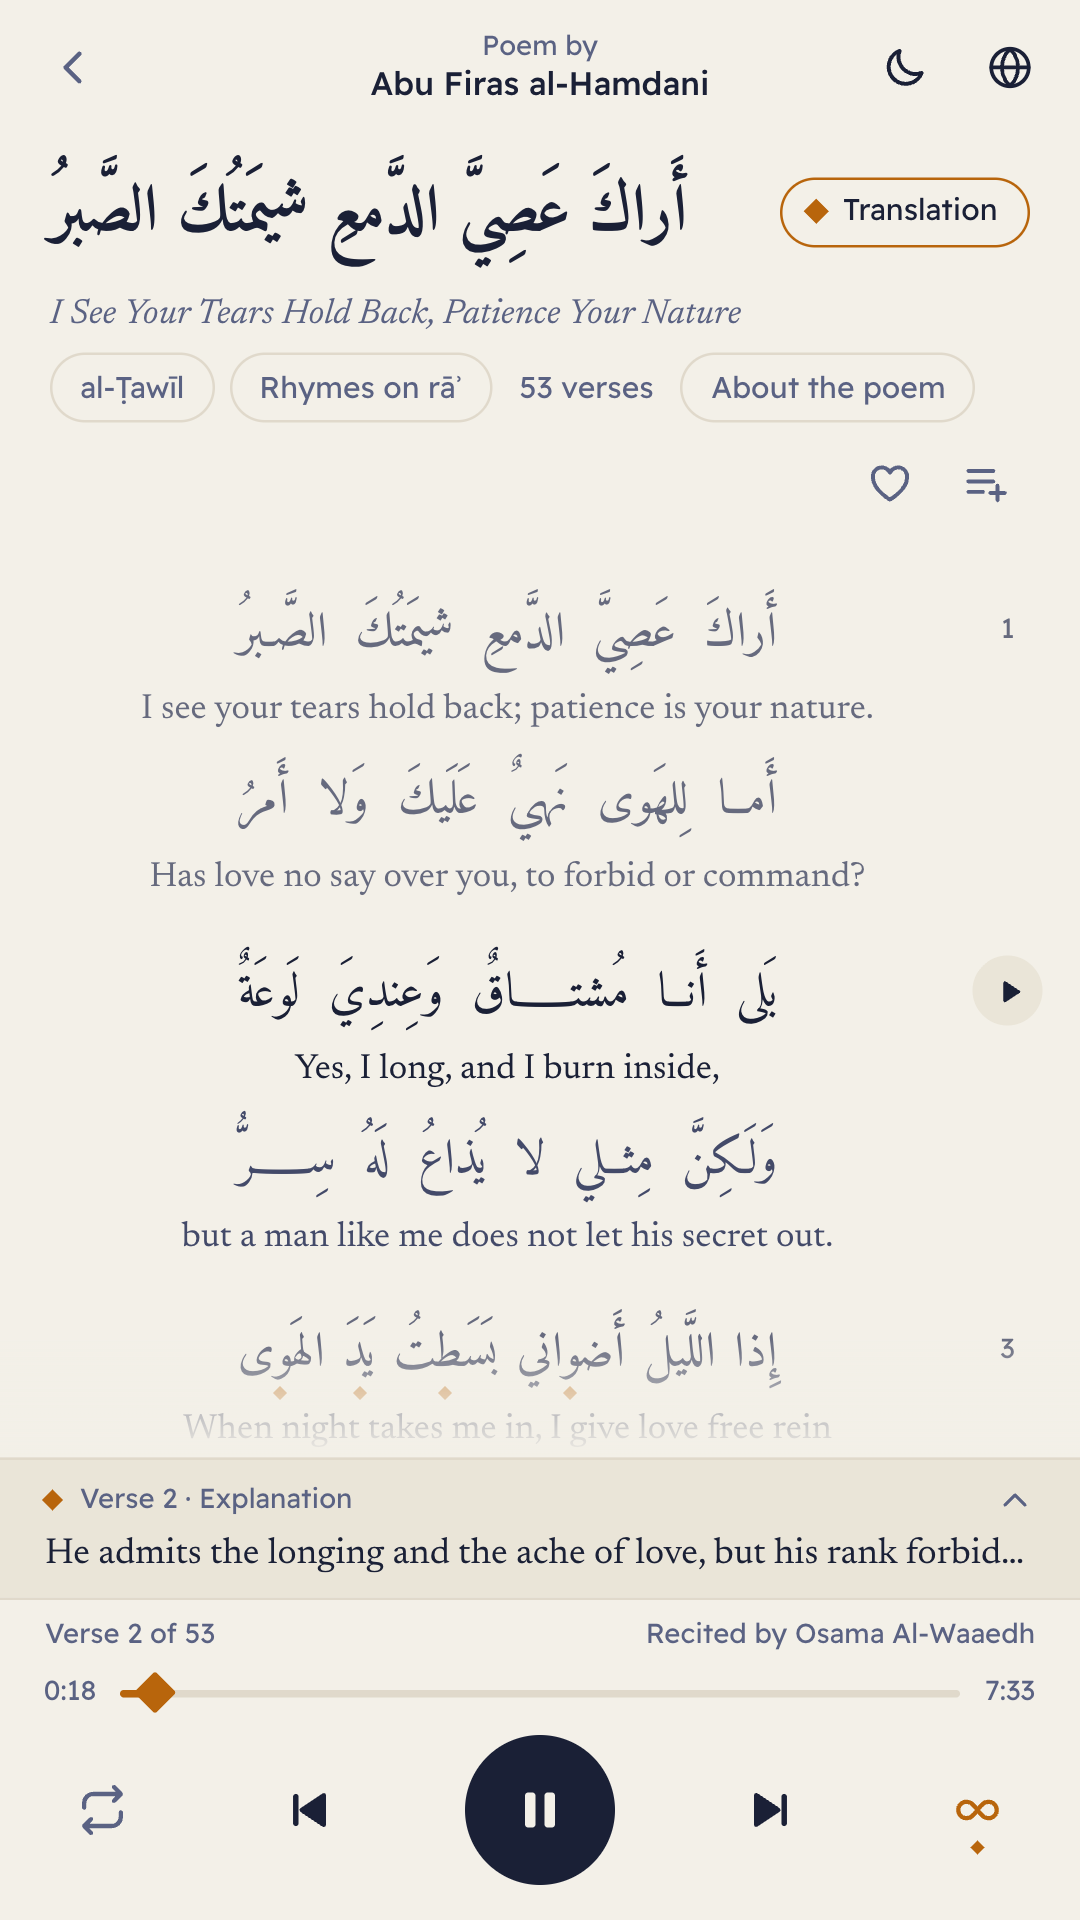 Poem by
Abu Firas al-Hamdani
أَراكَ عَصِيَّ الدَّمعِ شيمَتُكَ الصَّبرُ
Translation
I See Your Tears Hold Back, Patience Your Nature
al-Ṭawīl
Rhymes on rāʾ
53 verses
About the poem
أَراكَ عَصِيَّ الدَّمعِ شيمَتُكَ الصَّبرُ
1
I see your tears hold back; patience is your nature.
أَمــا لِلهَوى نَهيٌ عَلَيكَ وَلا أَمرُ
Has love no say over you, to forbid or command?
بَلى أَنــا مُشتــــاقٌ وَعِندِيَ لَوعَةٌ
Yes, I long, and I burn inside,
وَلَكِنَّ مِثــلي لا يُذاعُ لَهُ سِــــرُّ
but a man like me does not let his secret out.
إِذا اللَّيلُ أَضواني بَسَطتُ يَدَ الهَوى
3
When night takes me in, I give love free rein
Verse 2 · Explanation
He admits the longing and the ache of love, but his rank forbid...
Verse 2 of 53
Recited by Osama Al-Waaedh
0:18
7:33